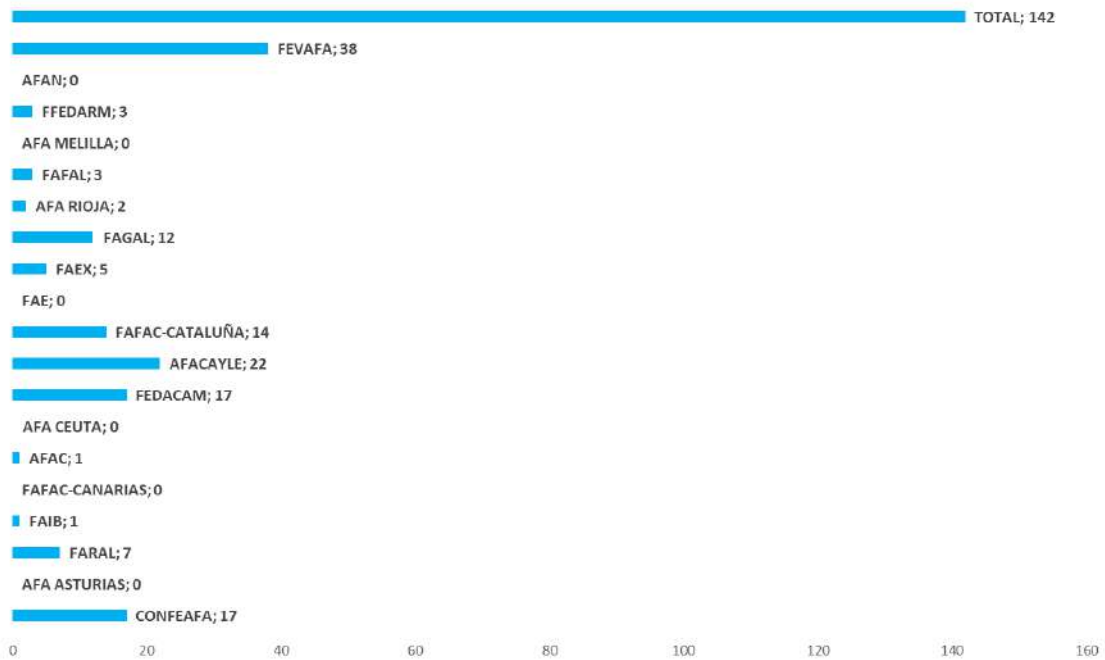 TOTAL; 142
FEVAFA; 38
AFAN; 0
FFEDARM; 3
AFA MELILLA; 0
FAFAL; 3
AFA RIOJA; 2
FAGAL; 12
FAEX; 5
FAE; 0
FAFAC-CATALUÑA; 14
AFACAYLE; 22
FEDACAM; 17
AFA CEUTA; 0
AFAC; 1
FAFAC-CANARIAS; 0
FAIB; 1
FARAL; 7
AFA ASTURIAS; 0
CONFEAFA; 17
0 20 40 60 80 100 120 140 160